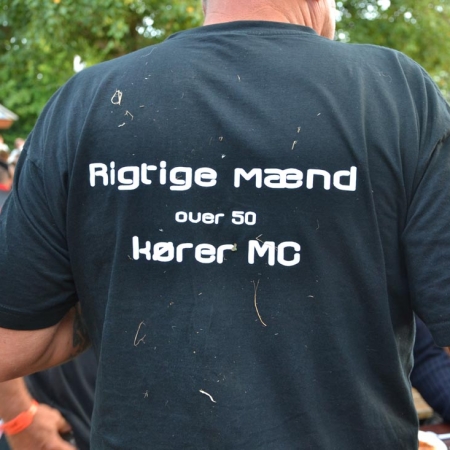 Rigtige mænd
over 50
kører MC